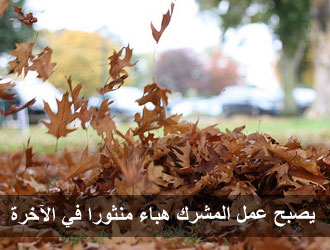 يصبح عمل المشرك هباء منثورا في الآخرة